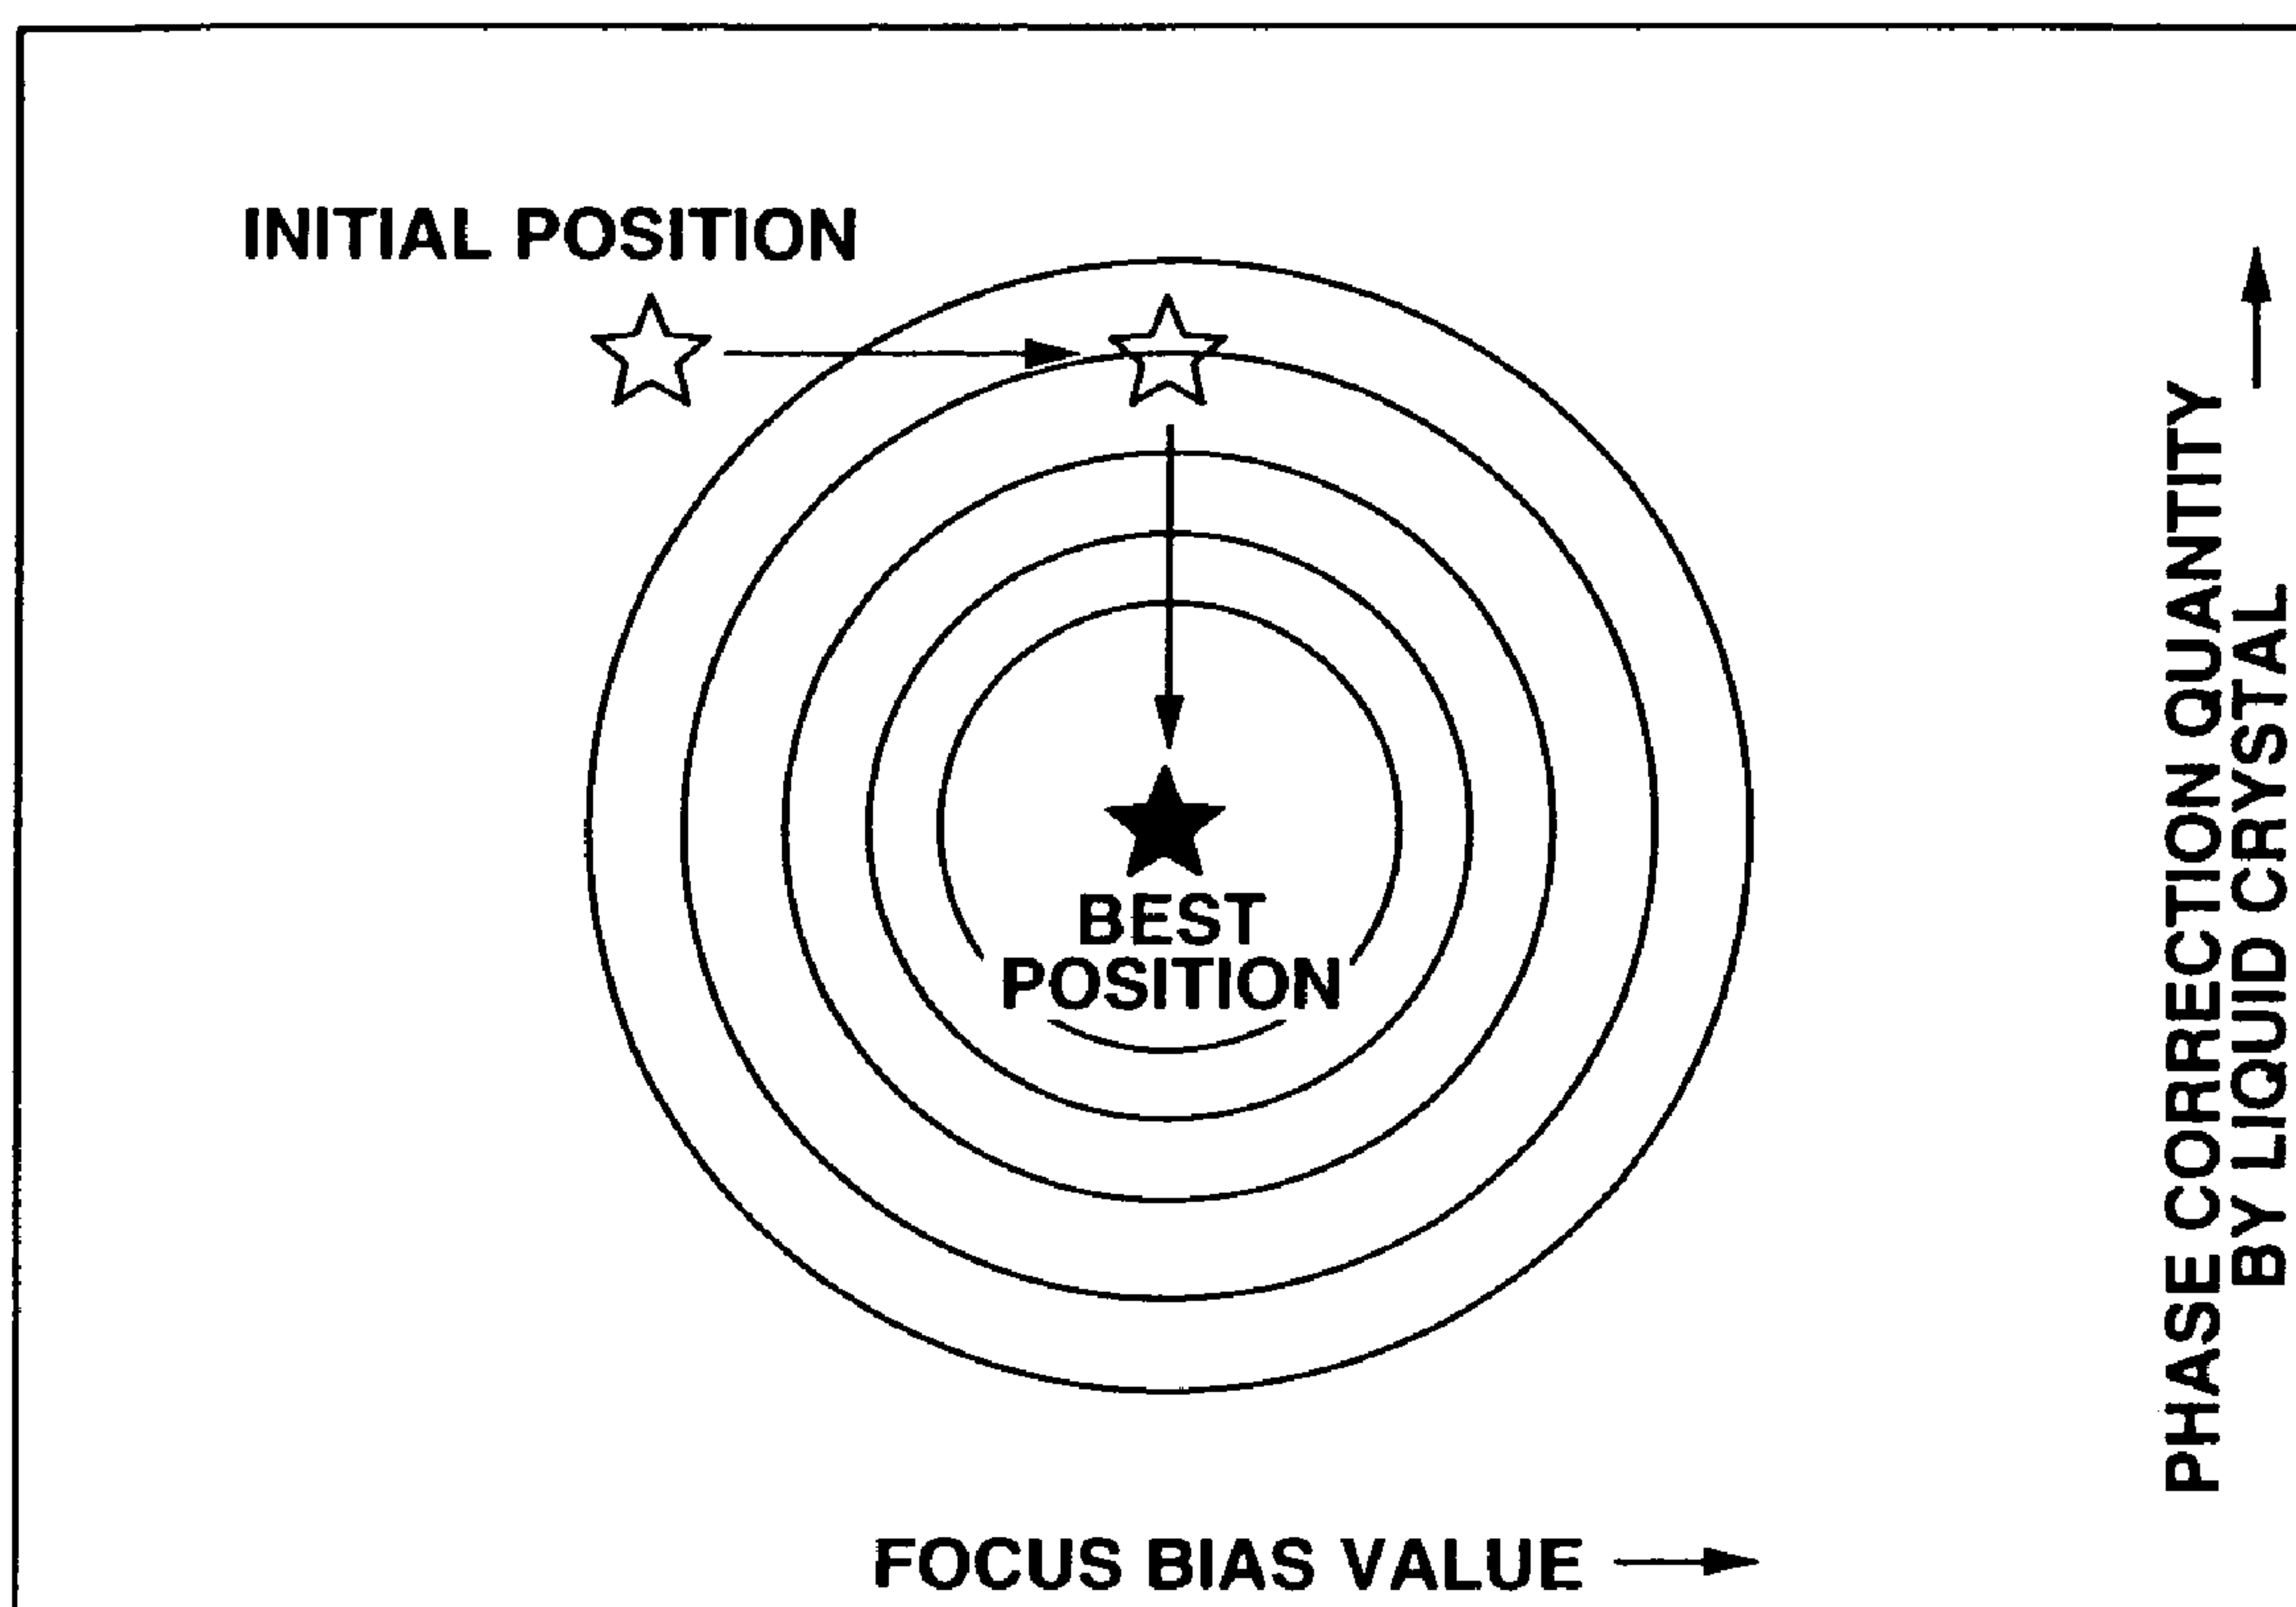 INITIAL POSITION
BEST
POSITION
PHASE CORRECTION QUANTITY
BY LIQUID CRYSTAL
FOCUS BIAS VALUE